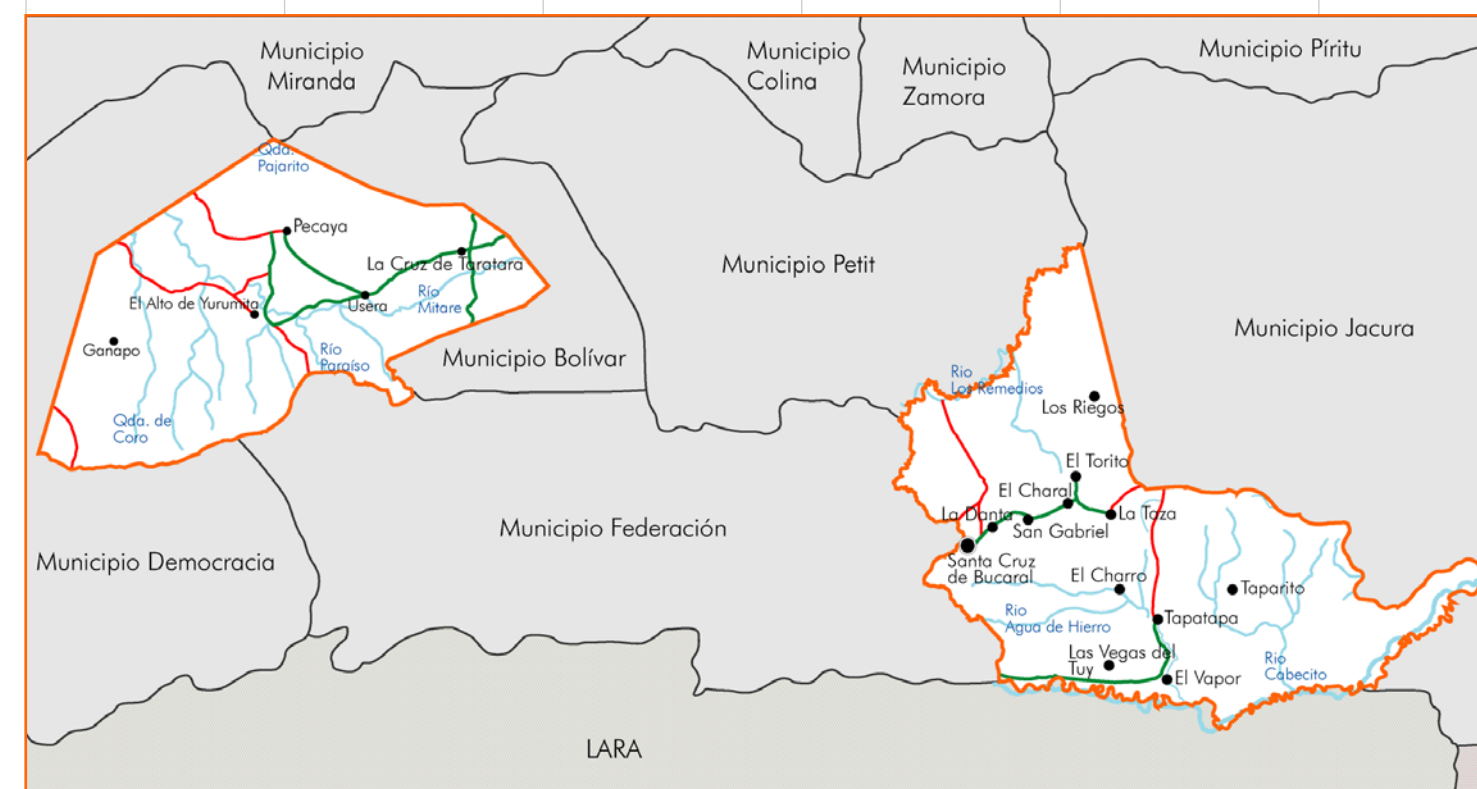 Municipio
Miranda
Municipio
Colina
Municipio
Zamora
Municipio Píritu
Qda.
Pajarito
Pecaya
La Cruz de Taratara
El Alto de Yurumita
Usera
Río
Mitare
Ganapo
Río
Paraíso
Qda. de
Coro
Municipio Bolívar
Municipio Petit
Municipio Jacura
Rio
Los Remedios
Los Riegos
El Torito
El Charal
La Danta
La Taza
San Gabriel
Santa Cruz
de Bucaral
El Charro
Taparito
Rio
Agua de Hierro
Tapatapa
Las Vegas del
Tuy
El Vapor
Rio
Cabecito
Municipio Federación
Municipio Democracia
LARA